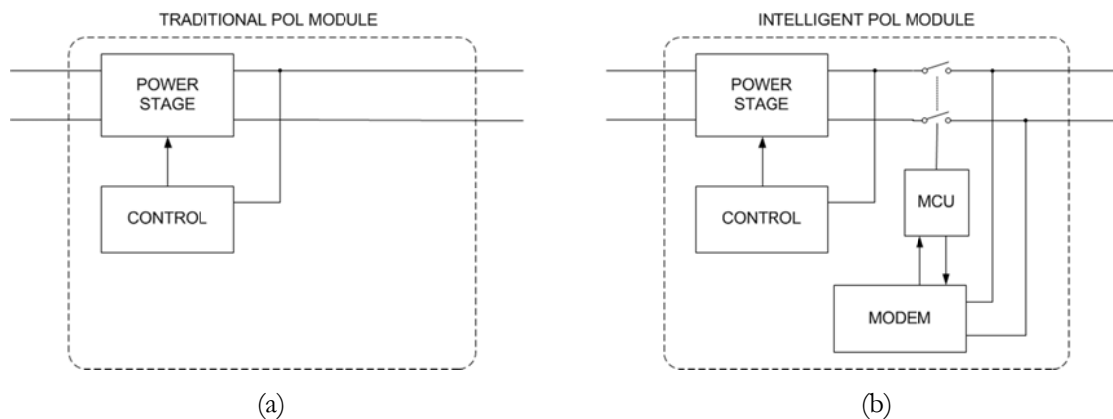 TRADITIONAL POL MODULE
POWER
STAGE
CONTROL
(a)
INTELLIGENT POL MODULE
POWER
STAGE
CONTROL
MCU
MODEM
(b)